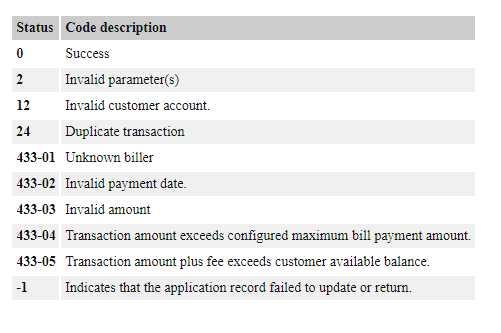 Status Code description
0 Success
2 Invalid parameter(s)
12 Invalid customer account.
24 Duplicate transaction
433-01 Unknown biller
433-02 Invalid payment date.
433-03 Invalid amount
433-04 Transaction amount exceeds configured maximum bill payment amount.
433-05 Transaction amount plus fee exceeds customer available balance.
-1 Indicates that the application record failed to update or return.